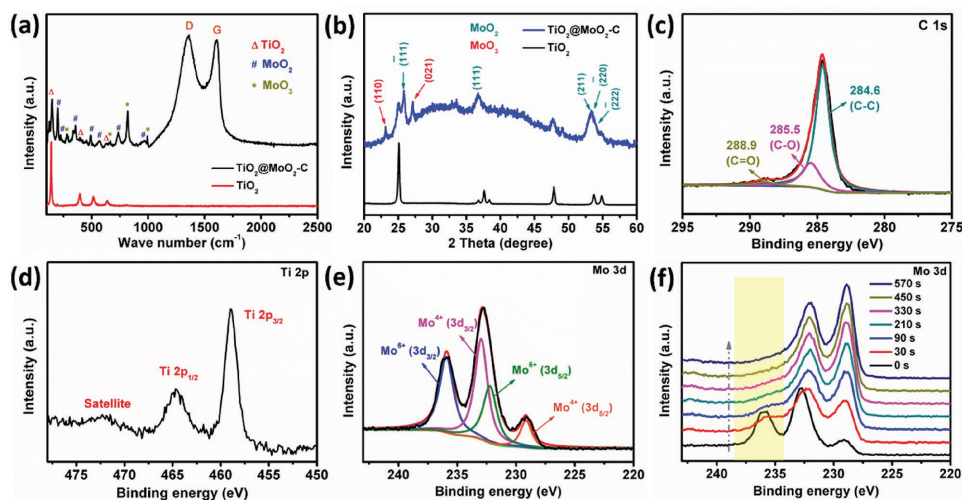 (a)
D
G
Δ TiO₂
# MoO₂
* MoO₃
TiO₂@MoO₂-C
TiO₂
Intensity (a.u.)
500 1000 1500 2000 2500
Wave number (cm⁻¹)
(b)
MoO₂
MoO₃
TiO₂@MoO₂-C
TiO₂
(110)
(1̄11)
(021)
(111)
(211)
(2̄20)
(2̄22)
Intensity (a.u.)
20 25 30 35 40 45 50 55 60
2 Theta (degree)
(c)
C 1s
284.6
(C-C)
285.5
(C-O)
288.9
(C=O)
Intensity (a.u.)
295 290 285 280 275
Binding energy (eV)
(d)
Ti 2p
Ti 2p3/2
Ti 2p1/2
Satellite
Intensity (a.u.)
475 470 465 460 455 450
Binding energy (eV)
(e)
Mo 3d
Mo⁴⁺ (3d3/2)
Mo⁶⁺ (3d3/2)
Mo⁶⁺ (3d5/2)
Mo⁴⁺ (3d5/2)
Intensity (a.u.)
240 235 230 225 220
Binding energy (eV)
(f)
Mo 3d
570 s
450 s
330 s
210 s
90 s
30 s
0 s
Intensity (a.u.)
240 235 230 225 220
Binding energy (eV)